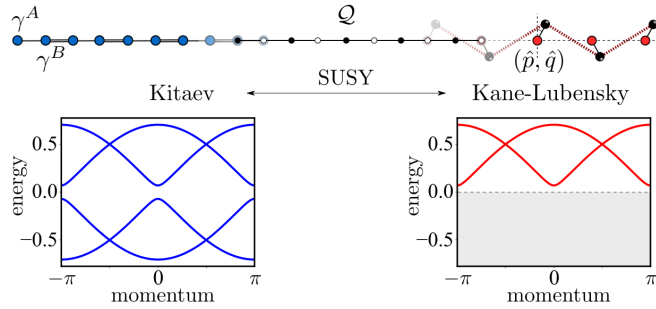 γ^A
γ^B
𝒬
(p̂, q̂)
SUSY
Kitaev
Kane-Lubensky
energy
0.5
0.0
−0.5
−π
0
π
momentum
energy
0.5
0.0
−0.5
−π
0
π
momentum